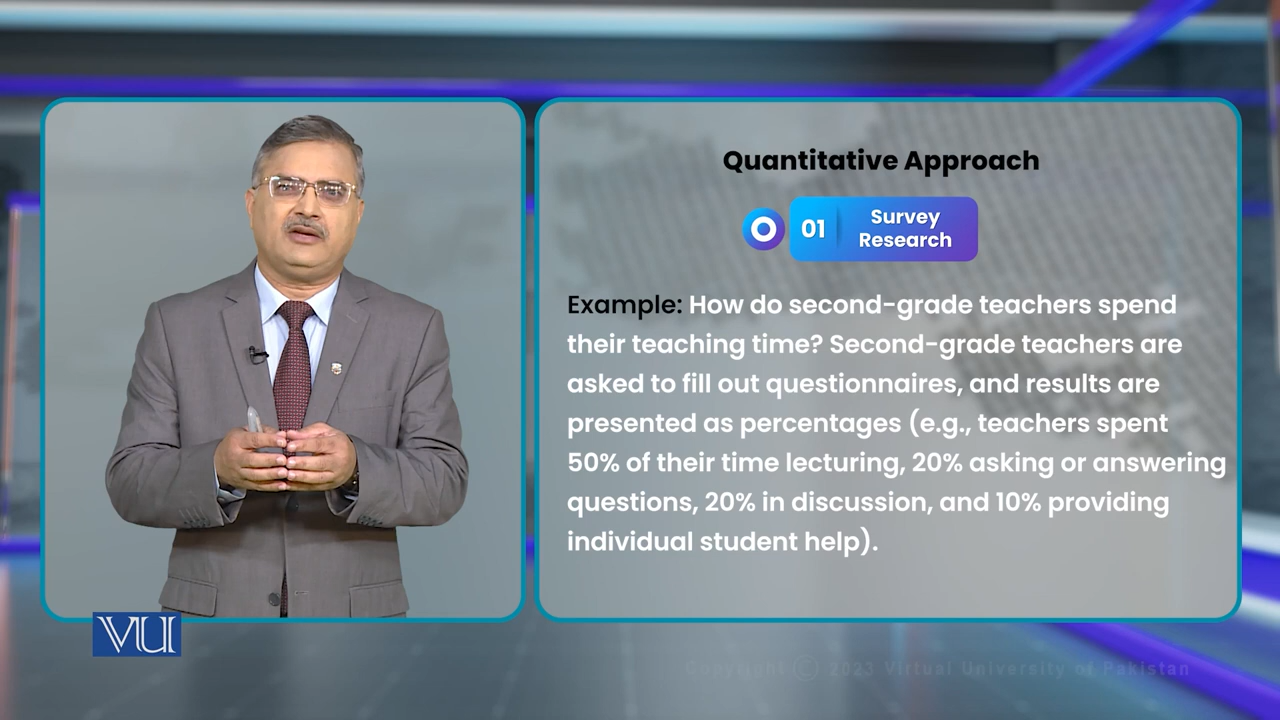 Quantitative Approach
01
Survey
Research
Example: How do second-grade teachers spend
their teaching time? Second-grade teachers are
asked to fill out questionnaires, and results are
presented as percentages (e.g., teachers spent
50% of their time lecturing, 20% asking or answering
questions, 20% in discussion, and 10% providing
individual student help).
VU
Copyright © 2023 Virtual University of Pakistan